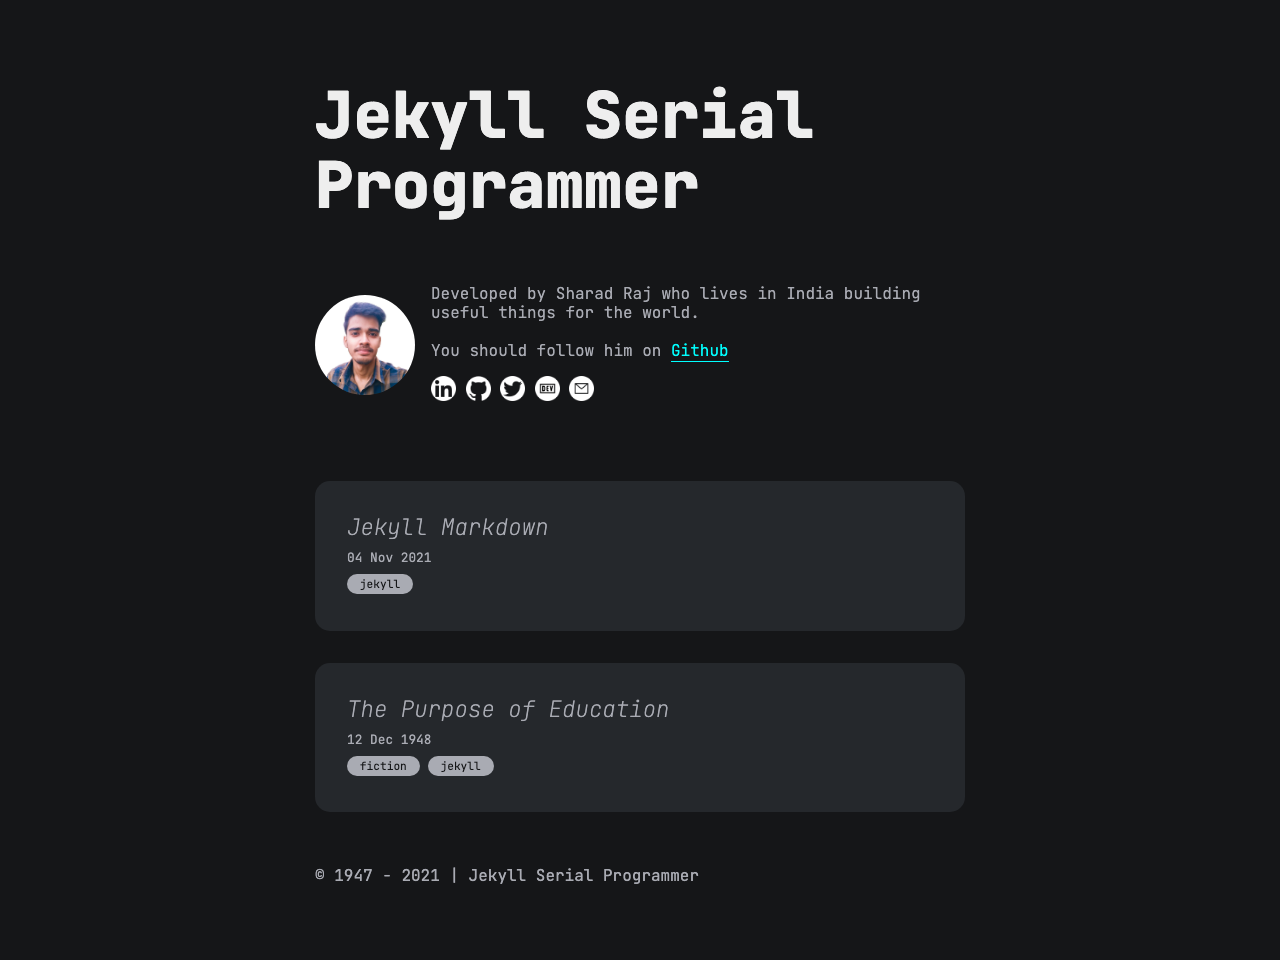 Jekyll Serial
Programmer
Developed by Sharad Raj who lives in India building
useful things for the world.
You should follow him on Github
in
DEV
Jekyll Markdown
04 Nov 2021
jekyll
The Purpose of Education
12 Dec 1948
fiction jekyll
© 1947 - 2021 | Jekyll Serial Programmer